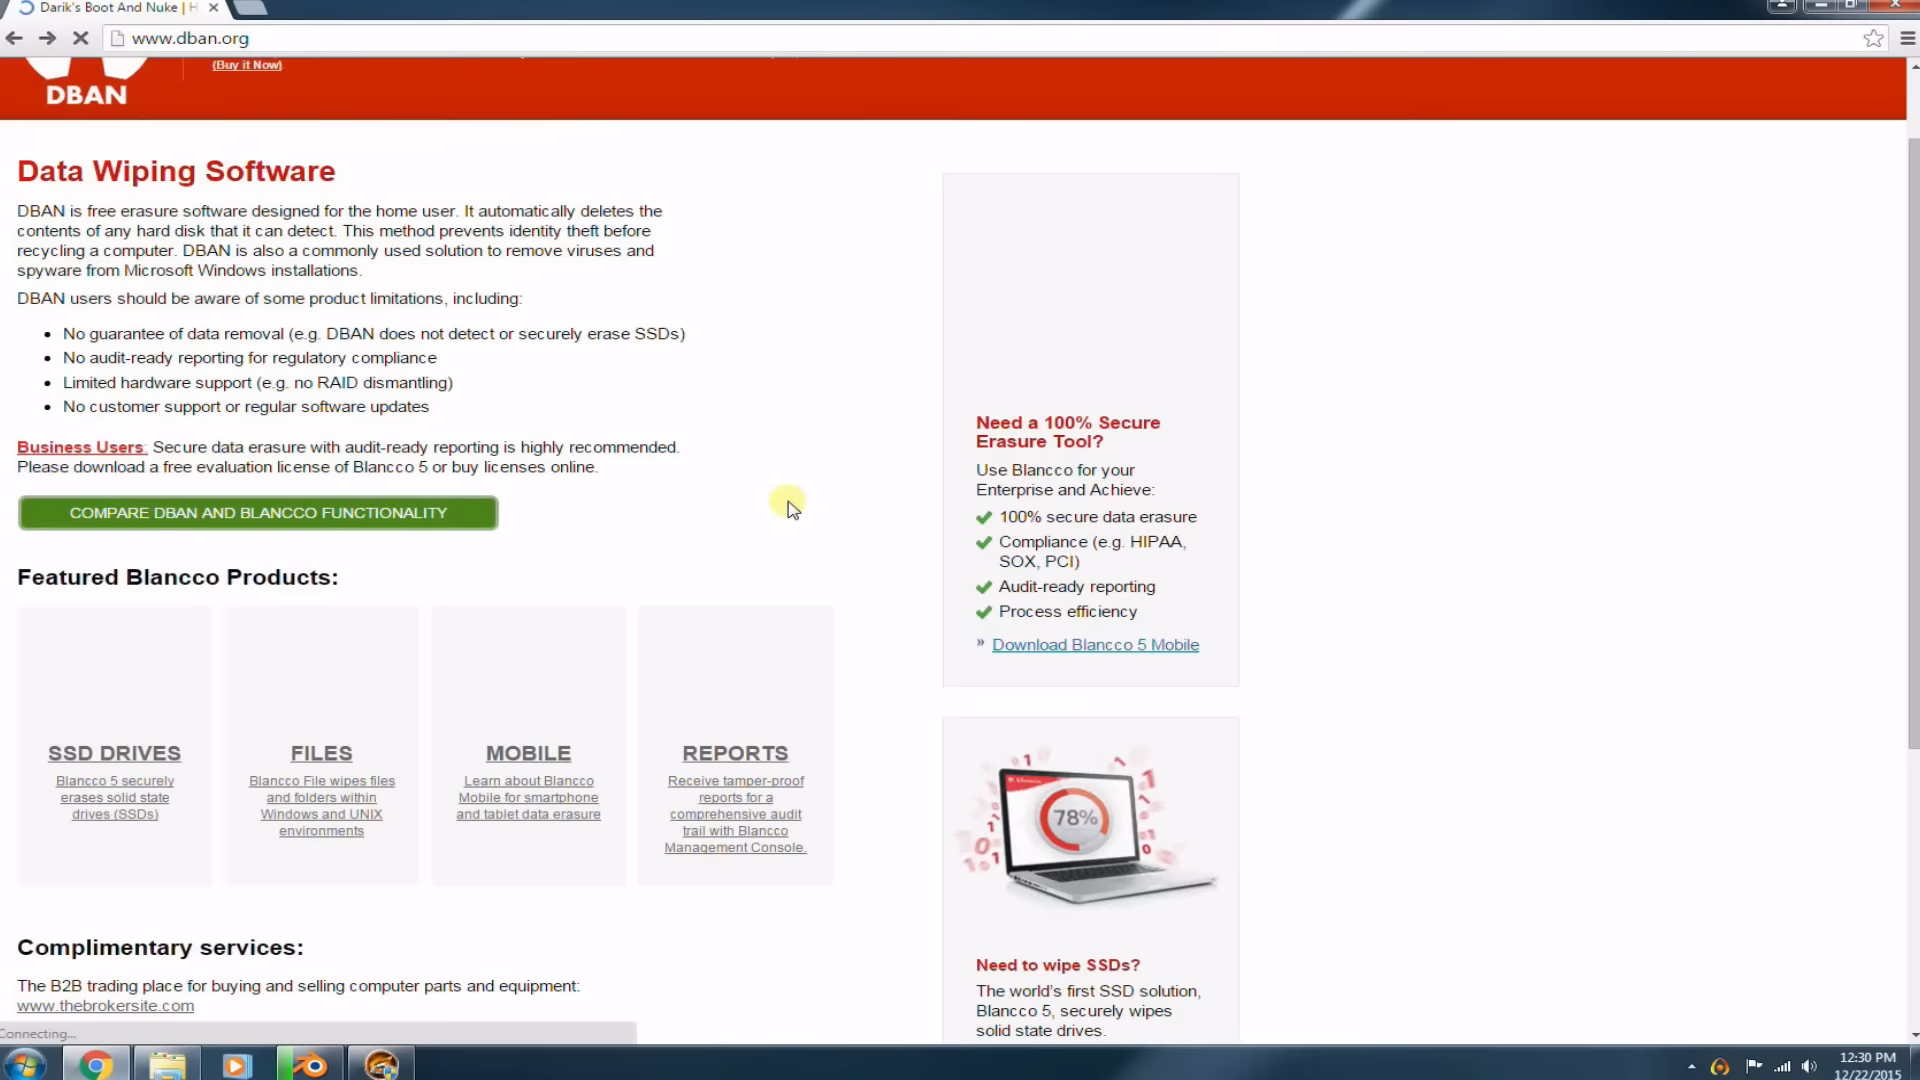 Darik's Boot And Nuke | H
www.dban.org
(Buy it Now).
DBAN
Data Wiping Software
DBAN is free erasure software designed for the home user. It automatically deletes the
contents of any hard disk that it can detect. This method prevents identity theft before
recycling a computer. DBAN is also a commonly used solution to remove viruses and
spyware from Microsoft Windows installations.
DBAN users should be aware of some product limitations, including:
No guarantee of data removal (e.g. DBAN does not detect or securely erase SSDs)
No audit-ready reporting for regulatory compliance
Limited hardware support (e.g. no RAID dismantling)
No customer support or regular software updates
Business Users: Secure data erasure with audit-ready reporting is highly recommended.
Please download a free evaluation license of Blancco 5 or buy licenses online.
COMPARE DBAN AND BLANCCO FUNCTIONALITY
Featured Blancco Products:
SSD DRIVES
Blancco 5 securely
erases solid state
drives (SSDs)
FILES
Blancco File wipes files
and folders within
Windows and UNIX
environments
MOBILE
Learn about Blancco
Mobile for smartphone
and tablet data erasure
REPORTS
Receive tamper-proof
reports for a
comprehensive audit
trail with Blancco
Management Console.
Complimentary services:
The B2B trading place for buying and selling computer parts and equipment:
www.thebrokersite.com
Need a 100% Secure
Erasure Tool?
Use Blancco for your
Enterprise and Achieve:
100% secure data erasure
Compliance (e.g. HIPAA,
SOX, PCI)
Audit-ready reporting
Process efficiency
» Download Blancco 5 Mobile
78%
Need to wipe SSDs?
The world's first SSD solution,
Blancco 5, securely wipes
solid state drives.
Connecting...
12:30 PM
12/22/2015